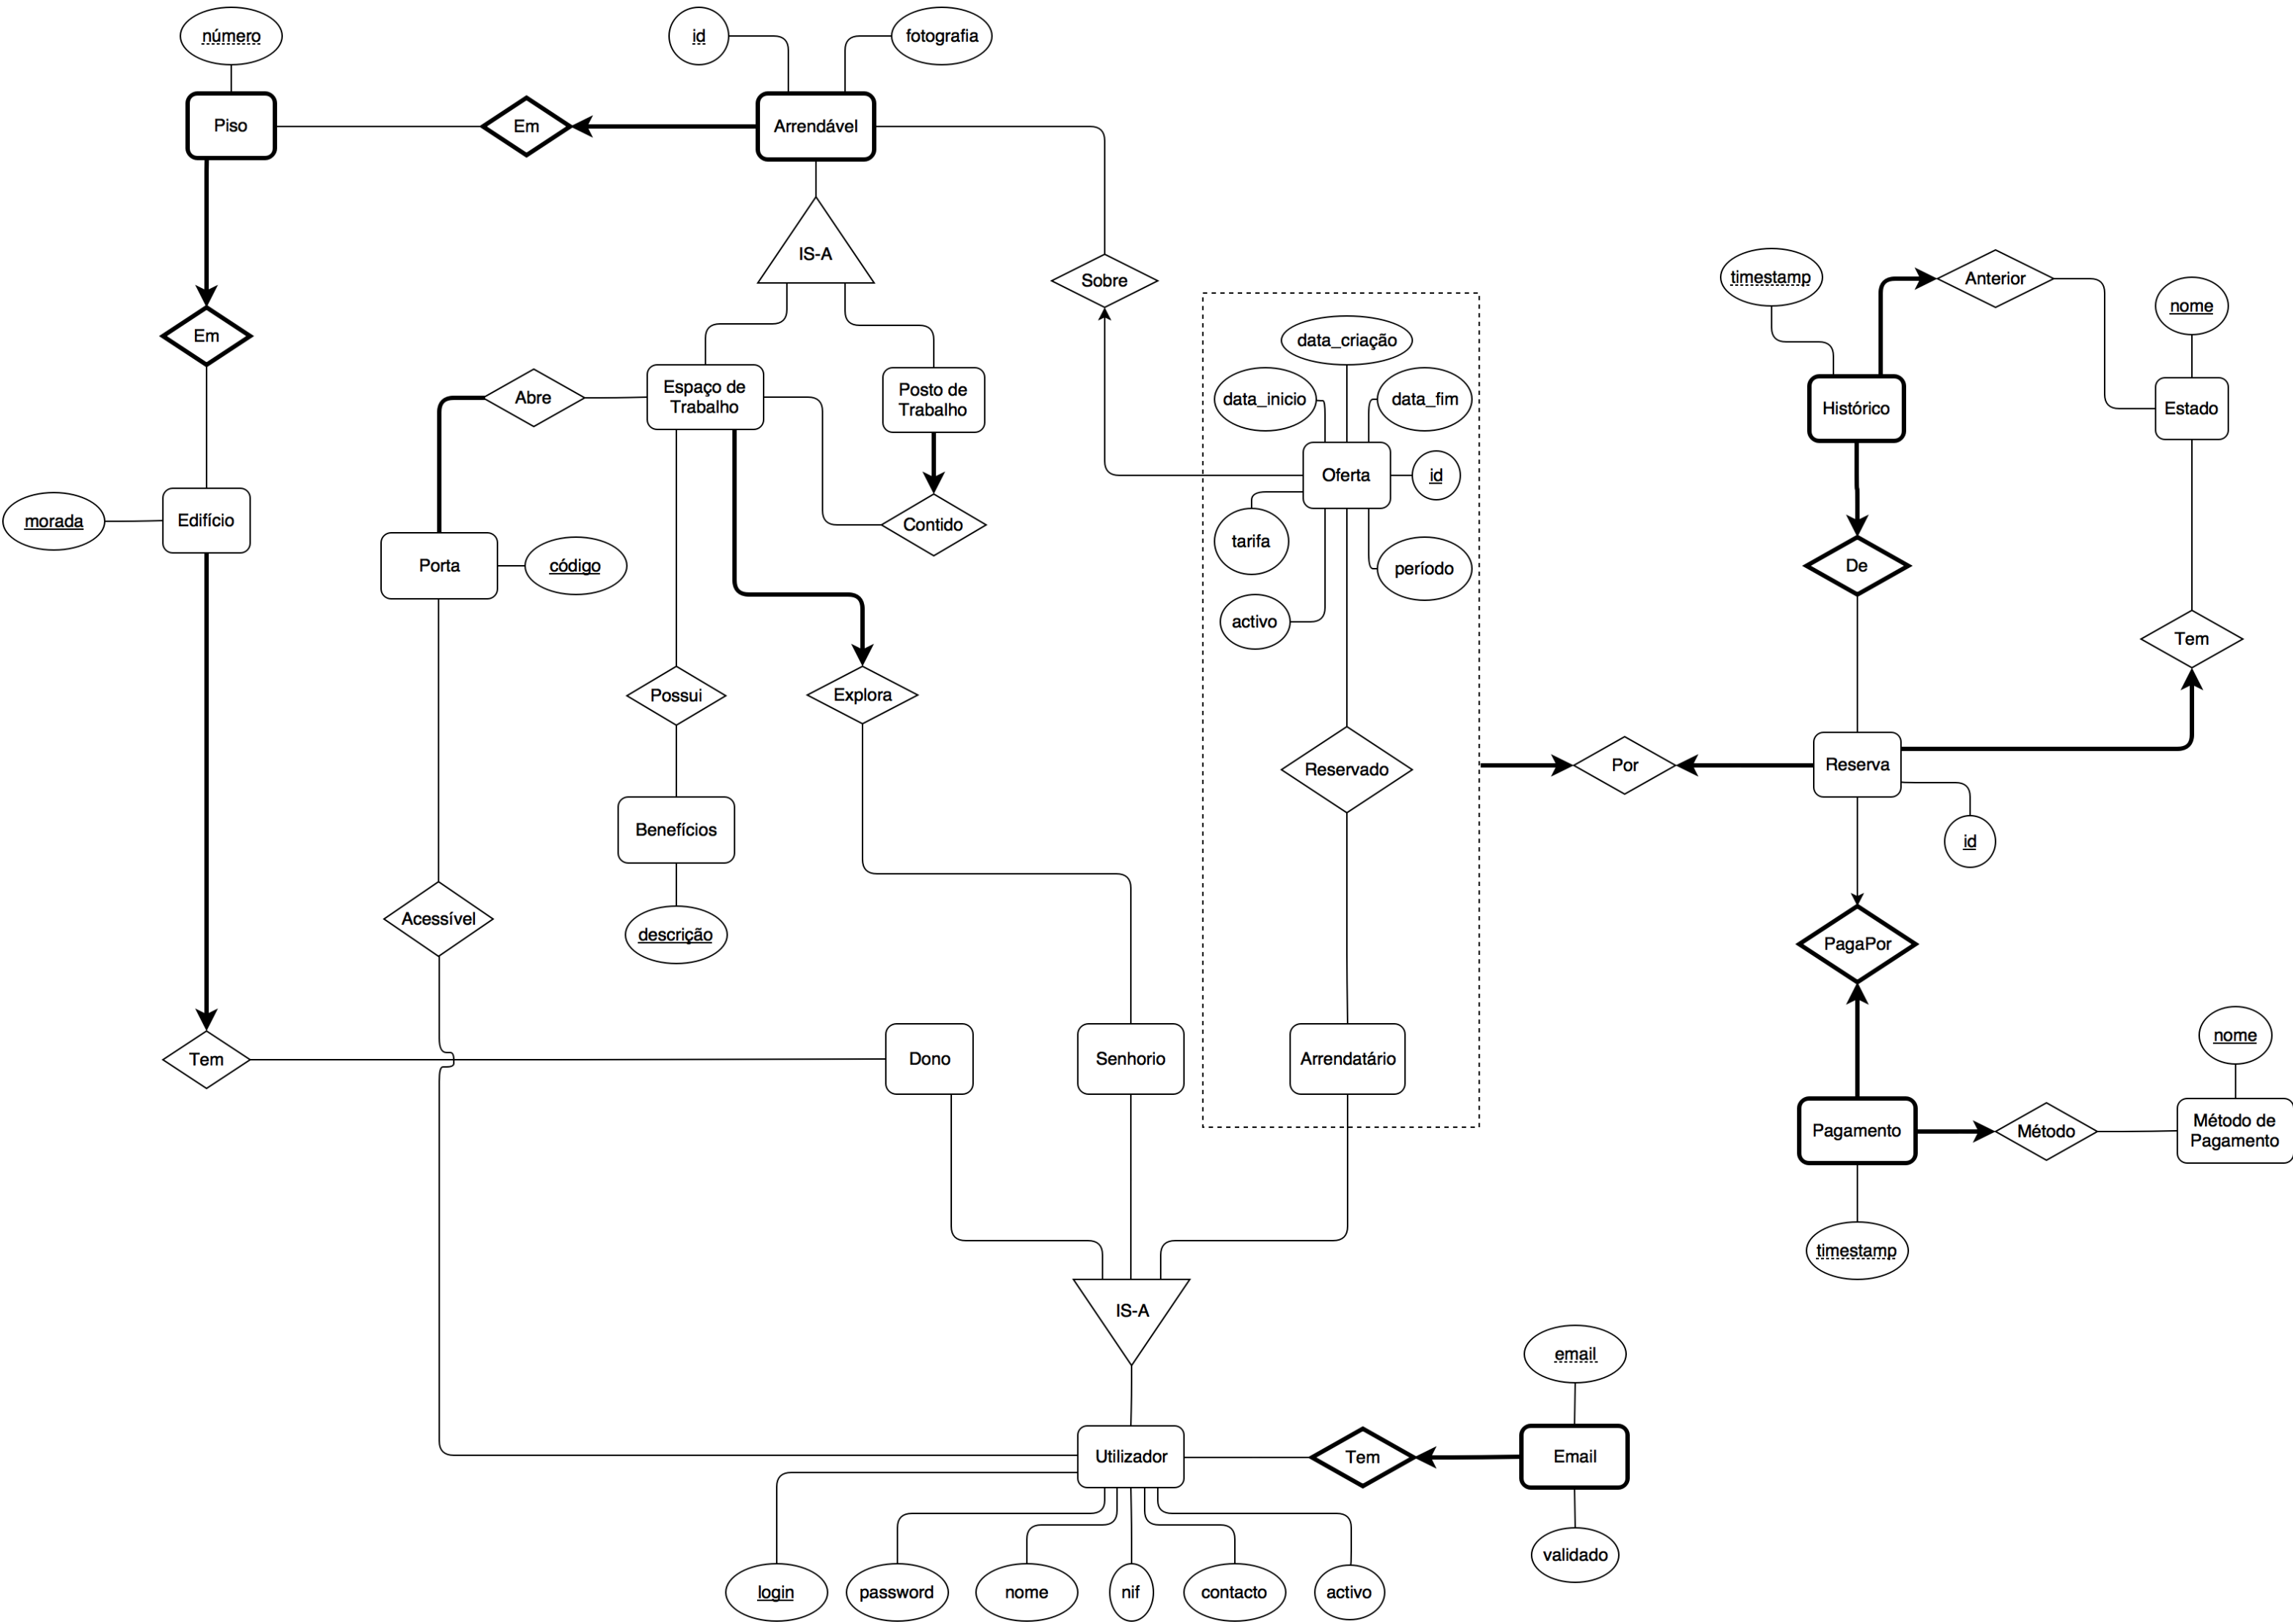 número
id
fotografia
Piso
Em
Arrendável
IS-A
Sobre
timestamp
Anterior
nome
Em
data_criação
Abre
Espaço de
Trabalho
Posto de
Trabalho
data_inicio
data_fim
Histórico
Estado
Oferta
id
morada
Edifício
Contido
tarifa
Porta
código
período
De
activo
Tem
Possui
Explora
Reservado
Por
Reserva
Benefícios
id
Acessível
descrição
PagaPor
Tem
Dono
Senhorio
Arrendatário
nome
Pagamento
Método
Método de
Pagamento
timestamp
IS-A
email
Utilizador
Tem
Email
validado
login
password
nome
nif
contacto
activo